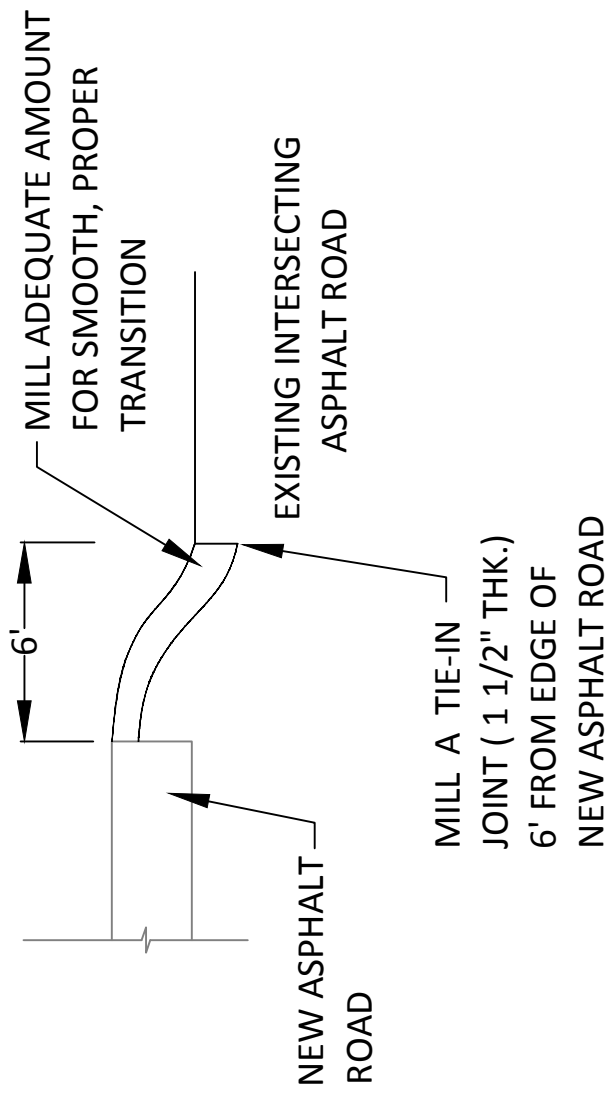 MILL ADEQUATE AMOUNT
FOR SMOOTH, PROPER
TRANSITION
6'
EXISTING INTERSECTING
ASPHALT ROAD
NEW ASPHALT
ROAD
MILL A TIE-IN
JOINT ( 1 1/2" THK.)
6' FROM EDGE OF
NEW ASPHALT ROAD